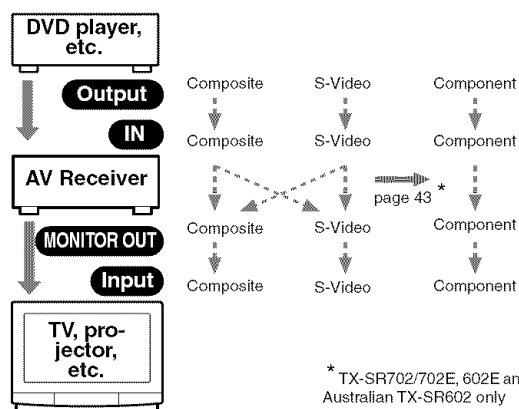 DVD player,
etc.
Output
Composite S-Video Component
IN
Composite S-Video Component
AV Receiver
page 43 *
MONITOR OUT
Composite S-Video Component
Input
Composite S-Video Component
TV, pro-
jector,
etc.
* TX-SR702/702E, 602E an
Australian TX-SR602 only